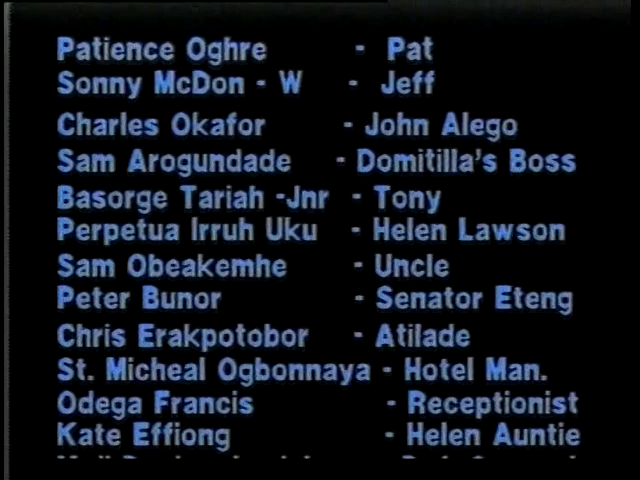 Patience Oghre - Pat
Sonny McDon - W - Jeff
Charles Okafor - John Alego
Sam Arogundade - Domitilla's Boss
Basorge Tariah -Jnr - Tony
Perpetua Irruh Uku - Helen Lawson
Sam Obeakemhe - Uncle
Peter Bunor - Senator Eteng
Chris Erakpotobor - Atilade
St. Micheal Ogbonnaya - Hotel Man.
Odega Francis - Receptionist
Kate Effiong - Helen Auntie